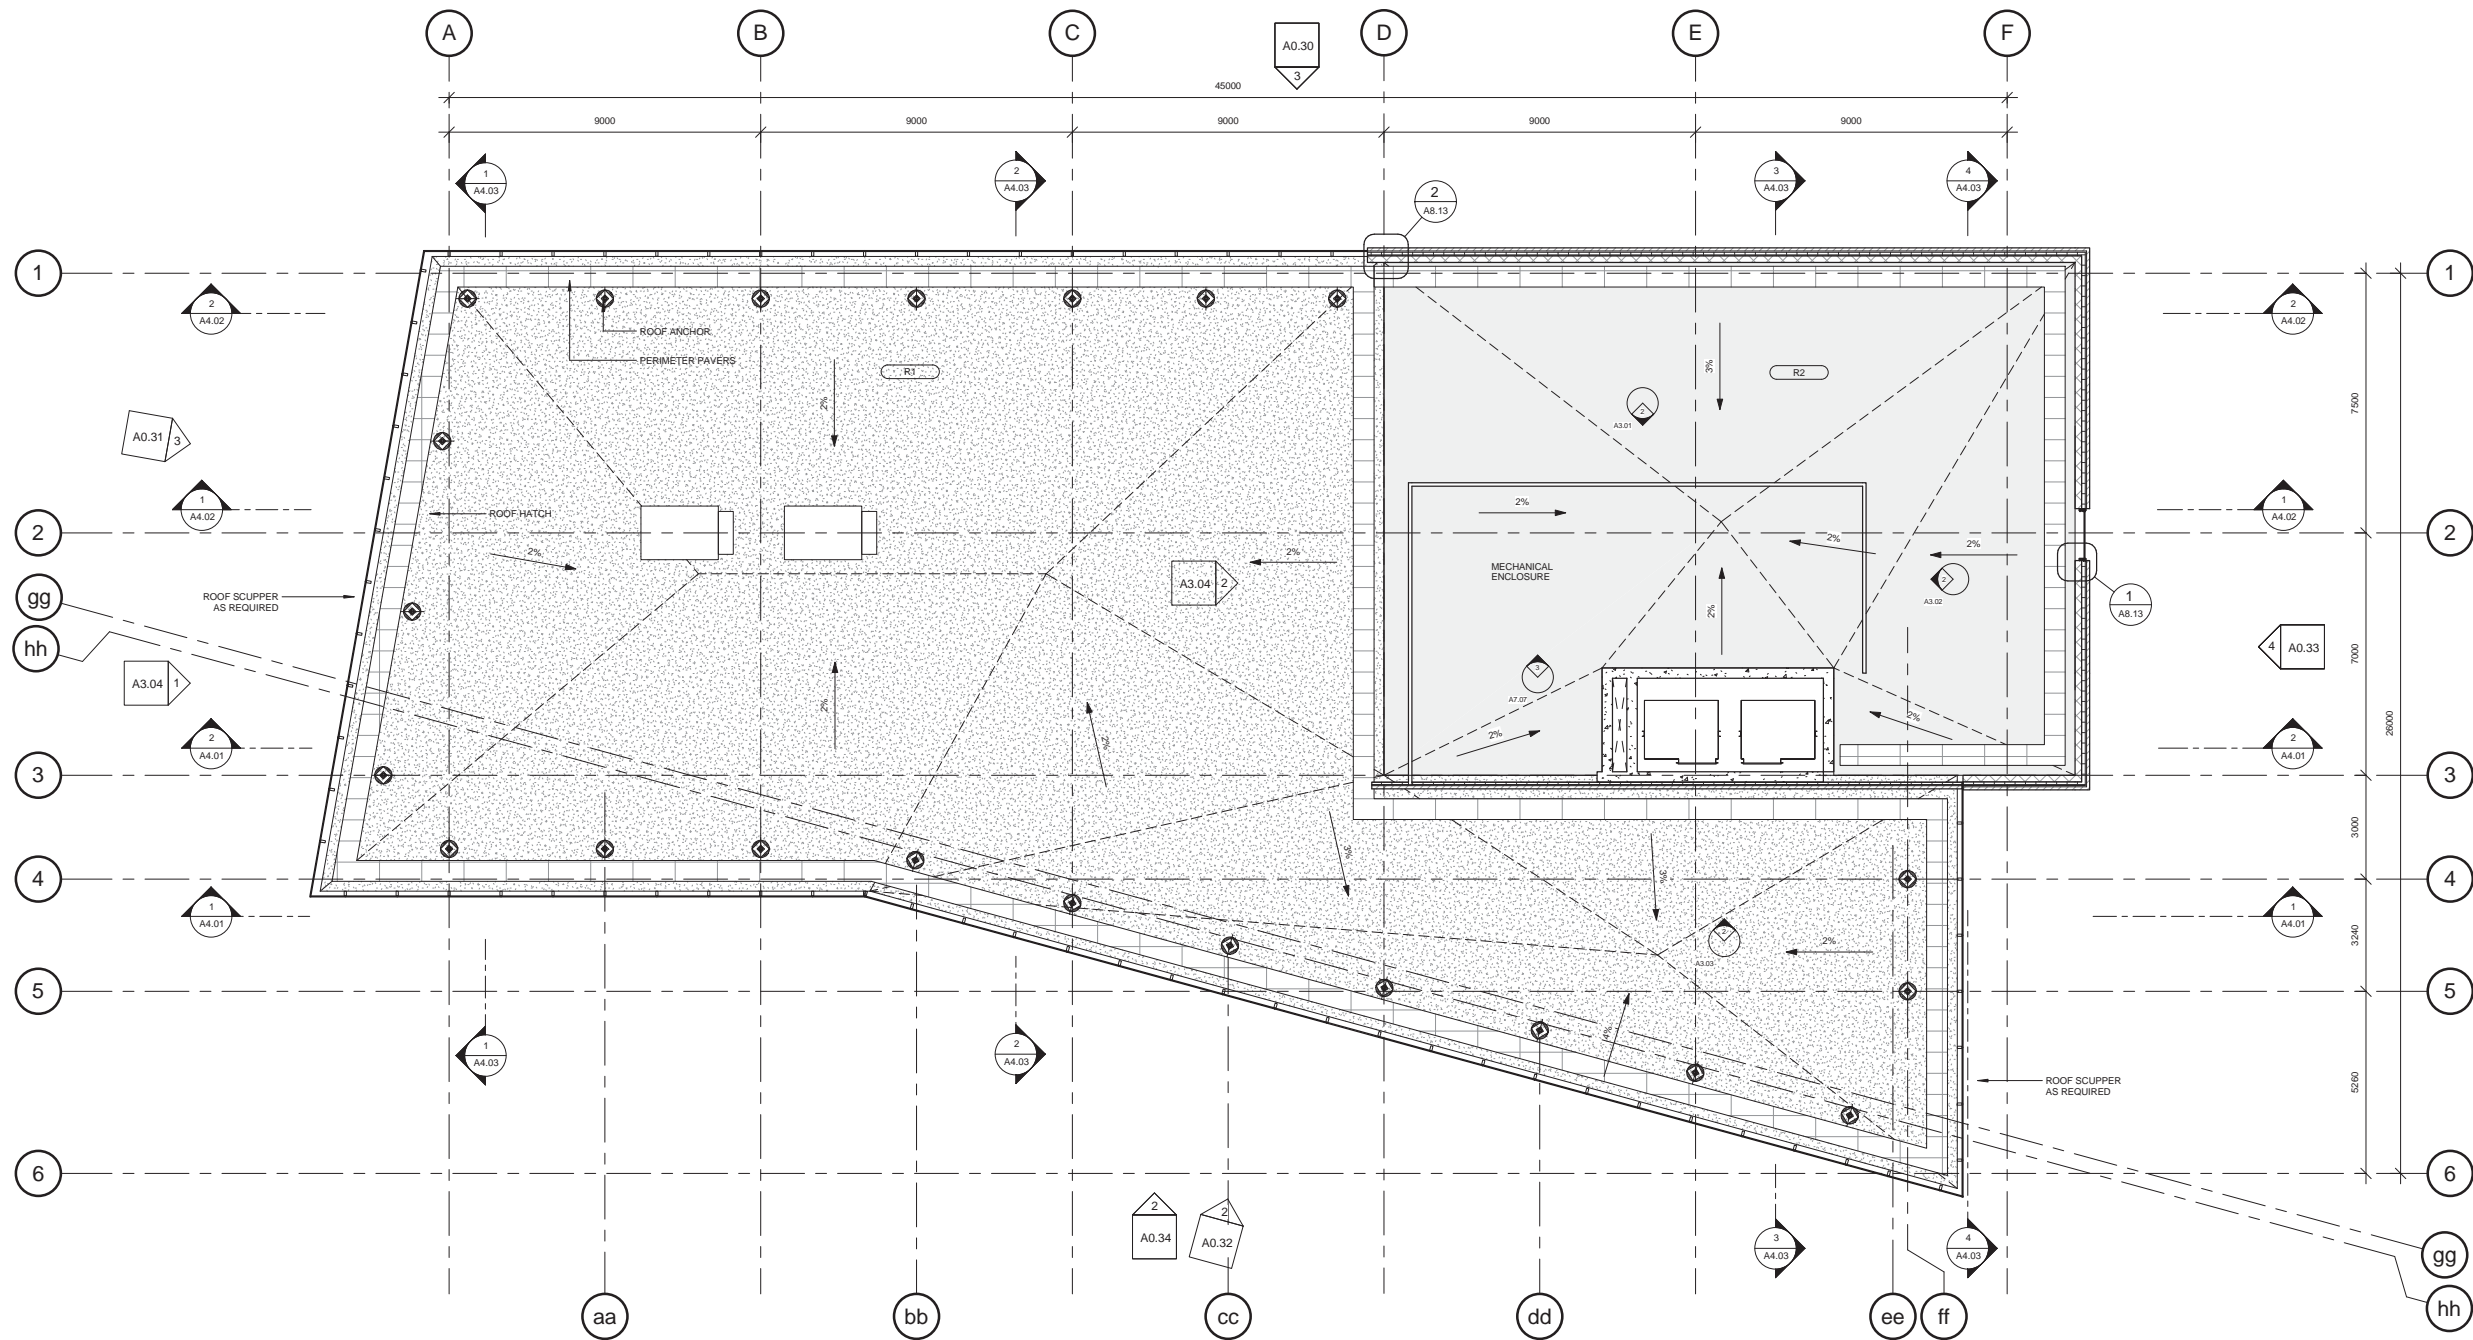 A
B
C
D
E
F
A0.30
3
45000
9000
9000
9000
9000
9000
1
A4.03
2
A4.03
3
A4.03
4
A4.03
2
A8.13
1
1
2
A4.02
2
A4.02
ROOF ANCHOR
PERIMETER PAVERS
R1
R2
2%
3%
7500
2
A3.01
A0.31
3
1
A4.02
1
A4.02
ROOF HATCH
2%
2
2
2%
2%
2%
2%
MECHANICAL
ENCLOSURE
A3.04
2
2
A3.02
gg
ROOF SCUPPER
AS REQUIRED
1
A8.13
2%
hh
4
A0.33
7000
A3.04
1
3
A7.07
2%
2%
2%
2%
26000
2
A4.01
2
A4.01
3
3
3000
3%
3%
4
4
1
A4.01
1
A4.01
2
A3.03
2%
3240
5
5
4%
1
A4.03
2
A4.03
ROOF SCUPPER
AS REQUIRED
5260
6
6
2
A0.34
2
A0.32
3
A4.03
4
A4.03
gg
hh
aa
bb
cc
dd
ee
ff